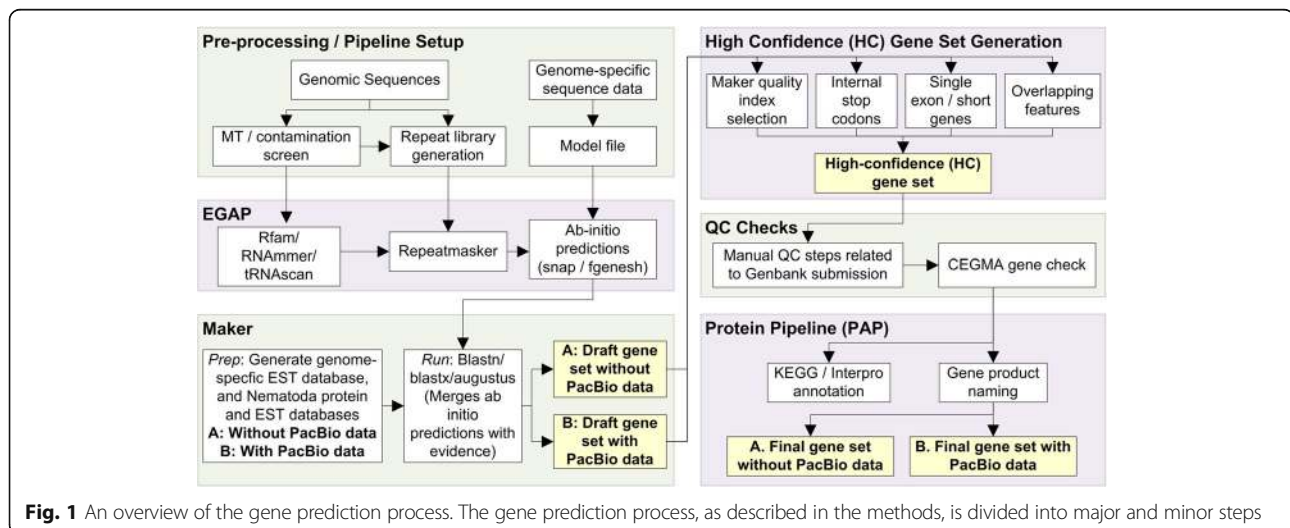 Pre-processing / Pipeline Setup
Genomic Sequences
Genome-specific
sequence data
MT / contamination
screen
Repeat library
generation
Model file
EGAP
Rfam/
RNAmmer/
tRNAscan
Repeatmasker
Ab-initio
predictions
(snap / fgenesh)
Maker
Prep: Generate genome-
specfic EST database,
and Nematoda protein
and EST databases
A: Without PacBio data
B: With PacBio data
Run: Blastn/
blastx/augustus
(Merges ab
initio
predictions with
evidence)
A: Draft gene
set without
PacBio data
B: Draft gene
set with
PacBio data
High Confidence (HC) Gene Set Generation
Maker quality
index
selection
Internal
stop
codons
Single
exon / short
genes
Overlapping
features
High-confidence (HC)
gene set
QC Checks
Manual QC steps related
to Genbank submission
CEGMA gene check
Protein Pipeline (PAP)
KEGG / Interpro
annotation
Gene product
naming
A. Final gene set
without PacBio data
B. Final gene set with
PacBio data
Fig. 1 An overview of the gene prediction process. The gene prediction process, as described in the methods, is divided into major and minor steps